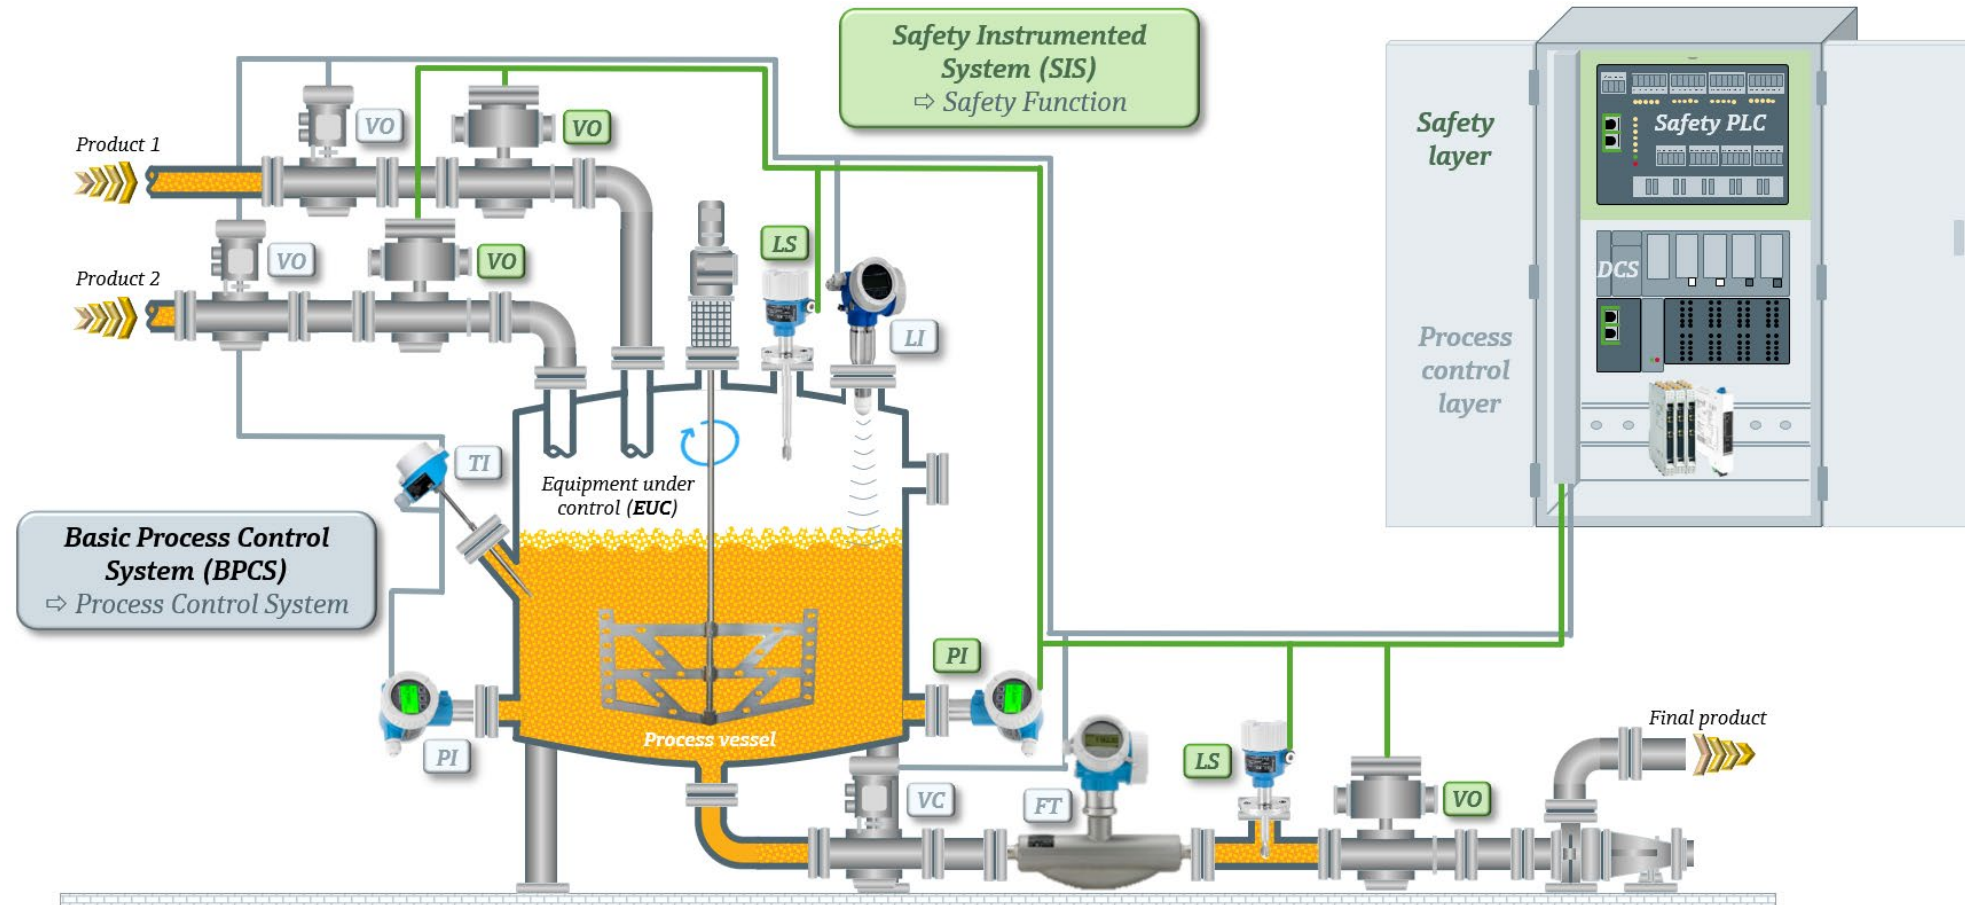 Safety Instrumented
System (SIS)
⇨ Safety Function
Product 1
VO
VO
Product 2
VO
VO
LS
LI
Safety
layer
Safety PLC
DCS
Process
control
layer
TI
Equipment under
control (EUC)
Basic Process Control
System (BPCS)
⇨ Process Control System
PI
Process vessel
PI
VC
FT
LS
VO
Final product